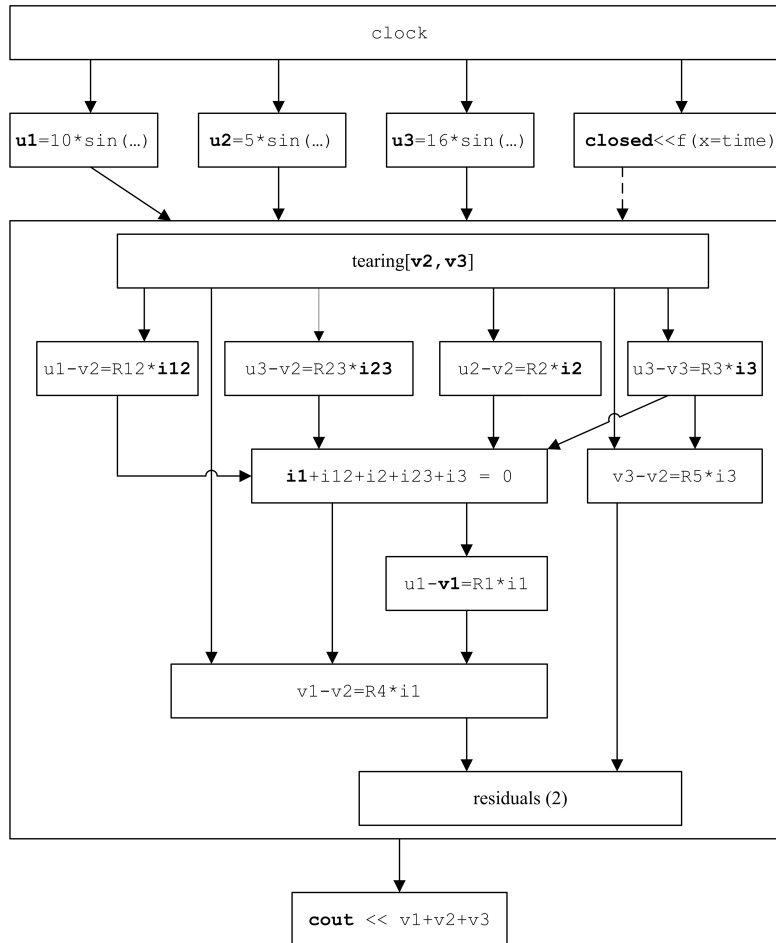 clock
u1=10*sin(…)
u2=5*sin(…)
u3=16*sin(…)
closed<<f(x=time)
tearing[v2,v3]
u1-v2=R12*i12
u3-v2=R23*i23
u2-v2=R2*i2
u3-v3=R3*i3
i1+i12+i2+i23+i3 = 0
v3-v2=R5*i3
u1-v1=R1*i1
v1-v2=R4*i1
residuals (2)
cout << v1+v2+v3